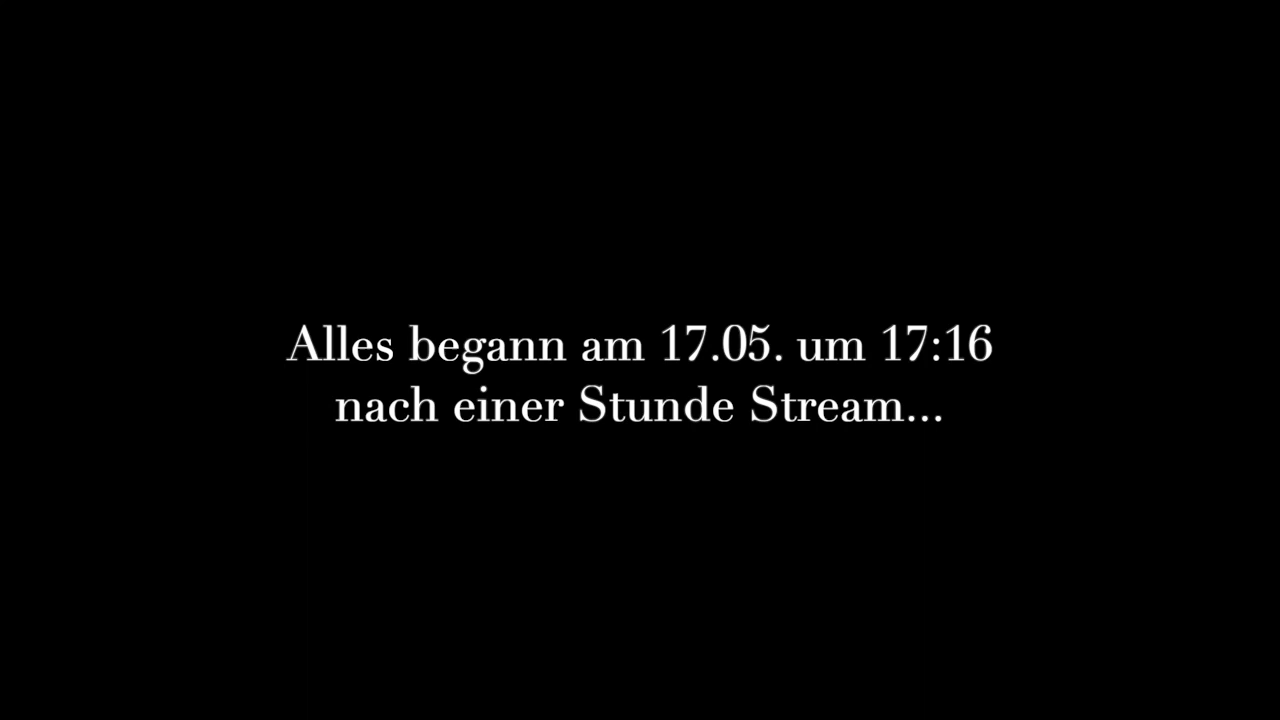 Alles begann am 17.05. um 17:16
nach einer Stunde Stream...